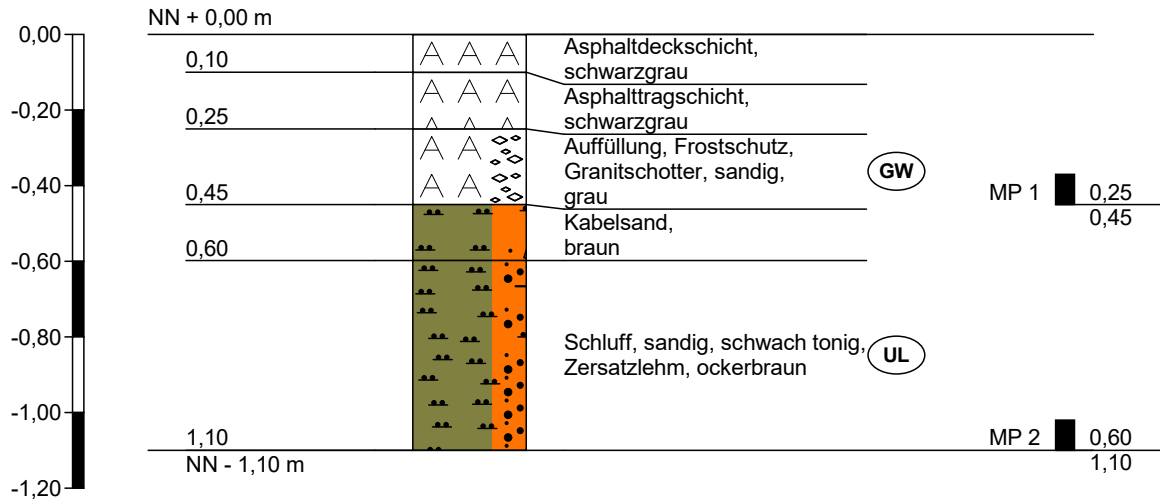 NN + 0,00 m
0,00
-0,20
-0,40
-0,60
-0,80
-1,00
-1,20
0,10
0,25
0,45
0,60
1,10
NN - 1,10 m
Asphaltdeckschicht,
schwarzgrau
Asphalttragschicht,
schwarzgrau
Auffüllung, Frostschutz,
Granitschotter, sandig,
grau
Kabelsand,
braun
Schluff, sandig, schwach tonig,
Zersatzlehm, ockerbraun
GW
UL
MP 1
0,25
0,45
MP 2
0,60
1,10